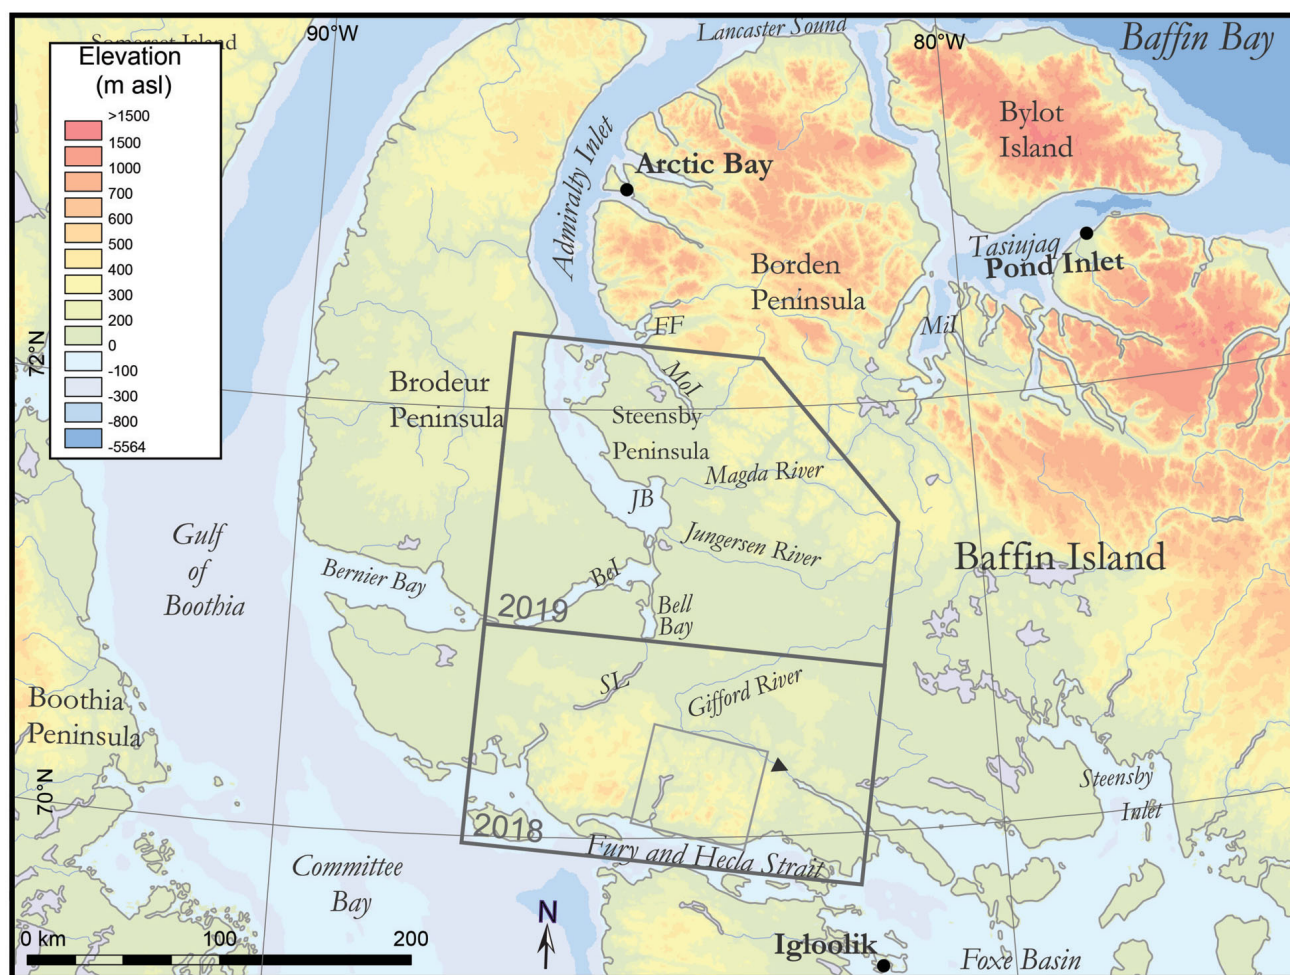 Somerset Island
90°W
Lancaster Sound
80°W
Baffin Bay
Elevation
(m asl)
>1500
1500
1000
700
600
500
400
300
200
0
-100
-300
-800
-5564
Bylot
Island
Admiralty Inlet
Arctic Bay
Tasiujaq
Pond Inlet
Borden
Peninsula
FF
MiI
72°N
Brodeur
Peninsula
MoI
Steensby
Peninsula
Magda River
JB
Jungersen River
Gulf
of
Boothia
Bernier Bay
BeI
Baffin Island
2019
Bell
Bay
SL
Gifford River
Boothia
Peninsula
70°N
Steensby
Inlet
2018
Fury and Hecla Strait
Committee
Bay
N
0 km
100
200
Igloolik
Foxe Basin